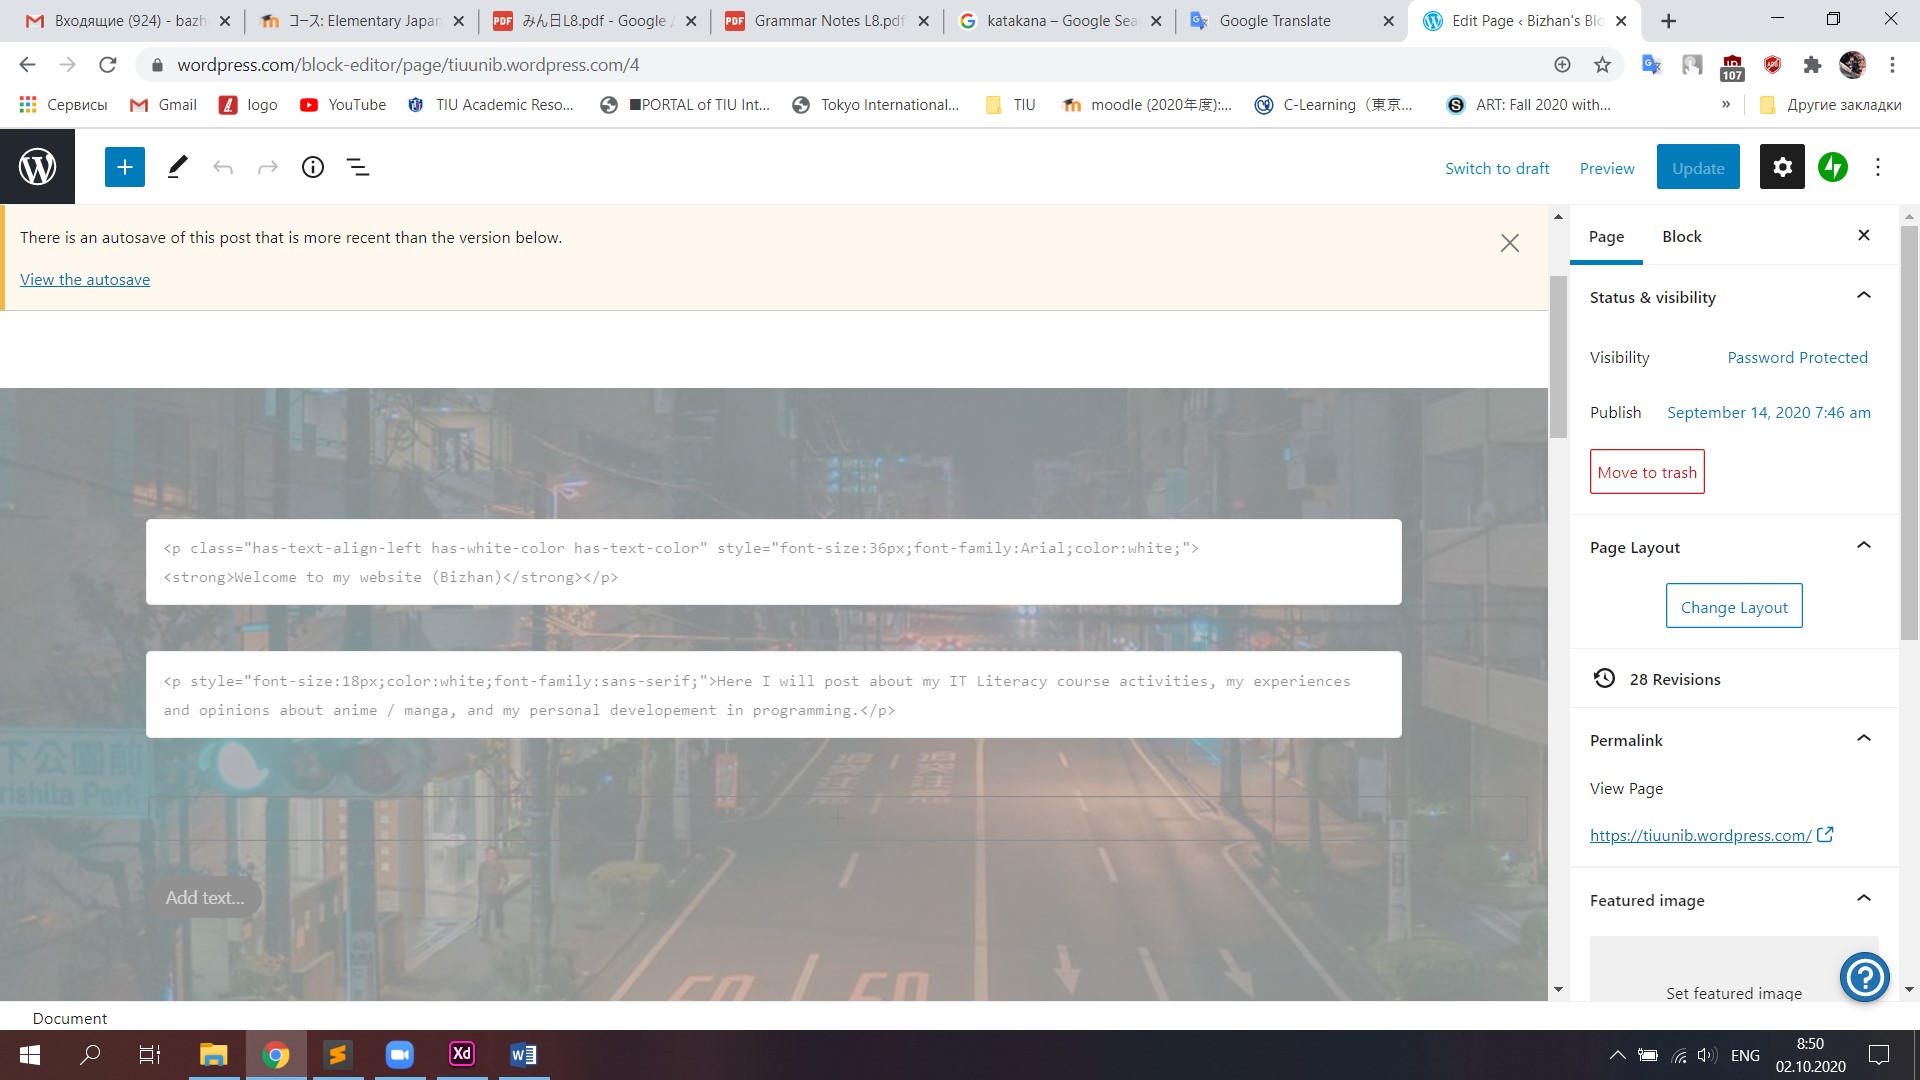 Входящие (924) - bazh
コース: Elementary Japan
みん日L8.pdf - Google
Grammar Notes L8.pdf
katakana – Google Sea
Google Translate
Edit Page ‹ Bizhan's Blo
wordpress.com/block-editor/page/tiuunib.wordpress.com/4
107
Сервисы
Gmail
logo
YouTube
TIU Academic Reso...
■PORTAL of TIU Int...
Tokyo International...
TIU
moodle (2020年度):...
C-Learning（東京...
ART: Fall 2020 with...
»
Другие закладки
Switch to draft
Preview
Update
There is an autosave of this post that is more recent than the version below.
View the autosave
Page
Block
Status & visibility
Visibility
Password Protected
Publish
September 14, 2020 7:46 am
Move to trash
<p class="has-text-align-left has-white-color has-text-color" style="font-size:36px;font-family:Arial;color:white;">
<strong>Welcome to my website (Bizhan)</strong></p>
Page Layout
Change Layout
<p style="font-size:18px;color:white;font-family:sans-serif;">Here I will post about my IT Literacy course activities, my experiences
and opinions about anime / manga, and my personal developement in programming.</p>
28 Revisions
Permalink
下公園前
rishita Park
View Page
https://tiuunib.wordpress.com/
Add text...
Featured image
Set featured image
Document
ENG
8:50
02.10.2020